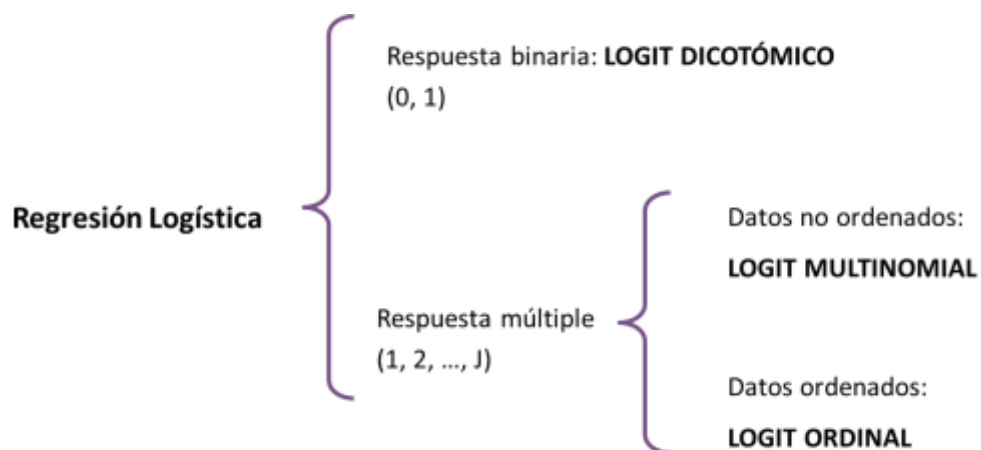 Regresión Logística
Respuesta binaria: LOGIT DICOTÓMICO
(0, 1)
Respuesta múltiple
(1, 2, ..., J)
Datos no ordenados:
LOGIT MULTINOMIAL
Datos ordenados:
LOGIT ORDINAL